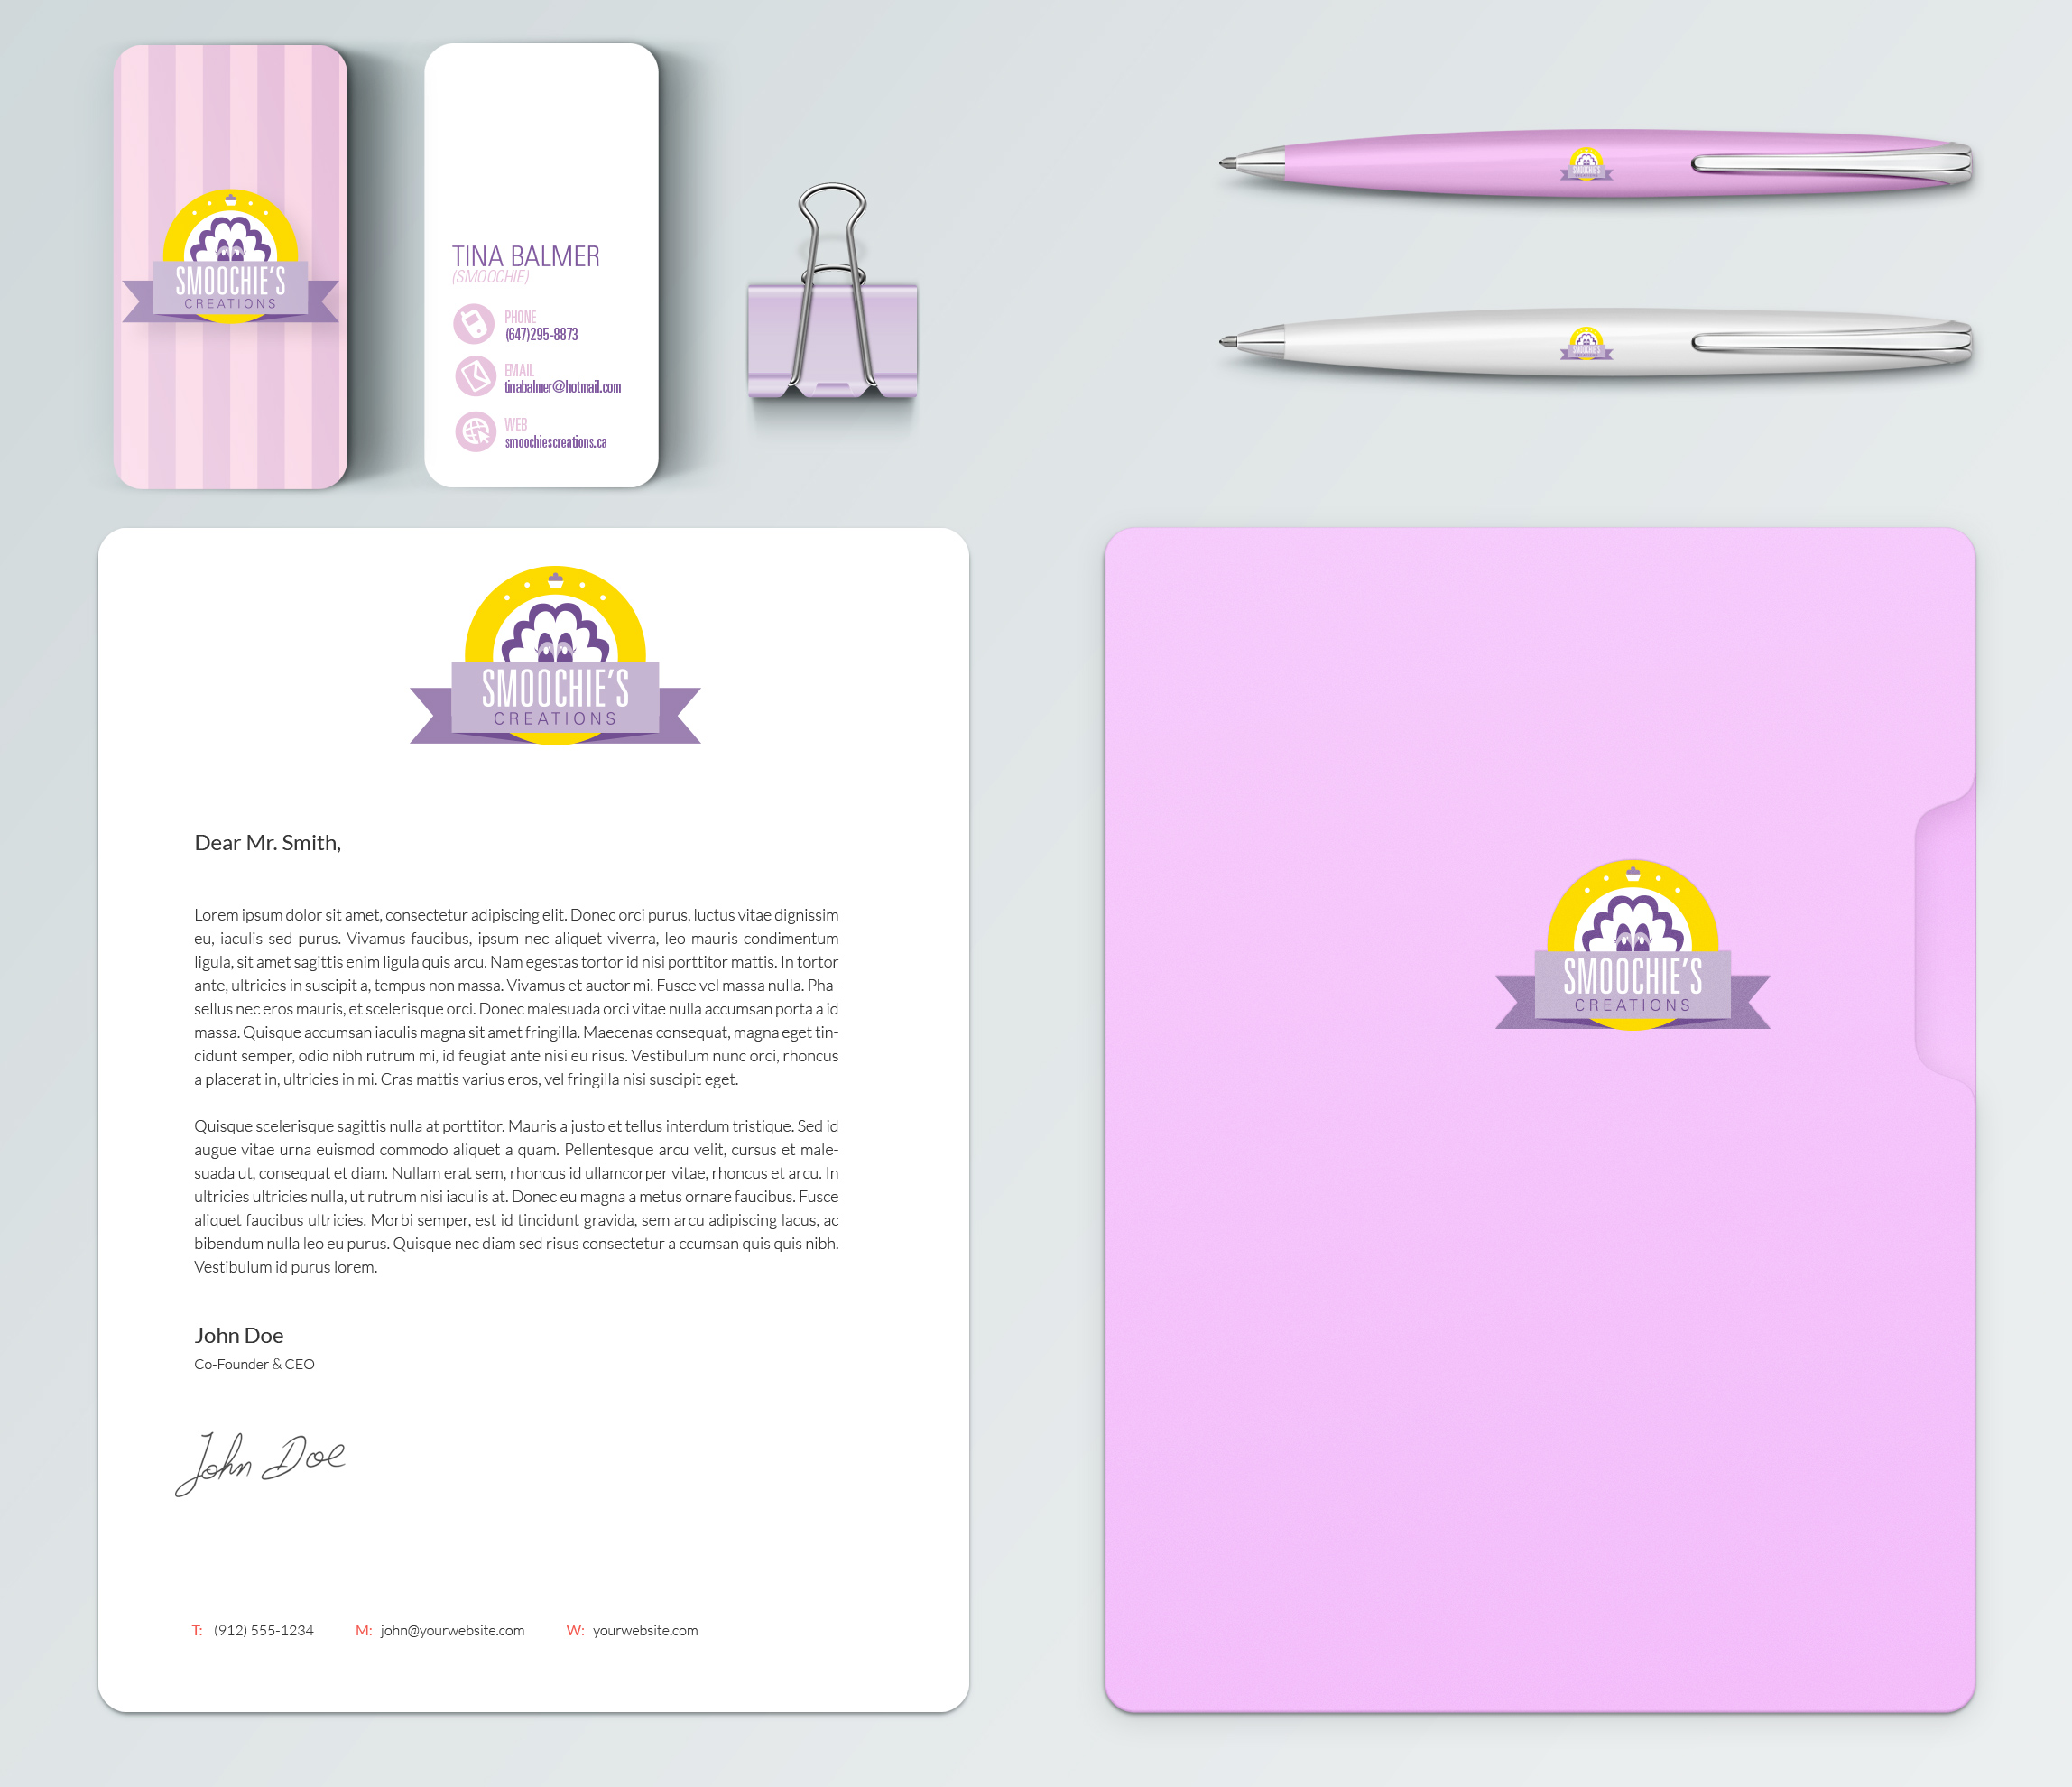 SMOOCHIE'S
CREATIONS
TINA BALMER
(SMOOCHIE)
PHONE
(647)295-8873
EMAIL
tinabalmer@hotmail.com
WEB
smoochiescreations.ca
SMOOCHIE'S
SMOOCHIE'S
SMOOCHIE'S
CREATIONS
Dear Mr. Smith,
Lorem ipsum dolor sit amet, consectetur adipiscing elit. Donec orci purus, luctus vitae dignissim
eu, iaculis sed purus. Vivamus faucibus, ipsum nec aliquet viverra, leo mauris condimentum
ligula, sit amet sagittis enim ligula quis arcu. Nam egestas tortor id nisi porttitor mattis. In tortor
ante, ultricies in suscipit a, tempus non massa. Vivamus et auctor mi. Fusce vel massa nulla. Pha-
sellus nec eros mauris, et scelerisque orci. Donec malesuada orci vitae nulla accumsan porta a id
massa. Quisque accumsan iaculis magna sit amet fringilla. Maecenas consequat, magna eget tin-
cidunt semper, odio nibh rutrum mi, id feugiat ante nisi eu risus. Vestibulum nunc orci, rhoncus
a placerat in, ultricies in mi. Cras mattis varius eros, vel fringilla nisi suscipit eget.
Quisque scelerisque sagittis nulla at porttitor. Mauris a justo et tellus interdum tristique. Sed id
augue vitae urna euismod commodo aliquet a quam. Pellentesque arcu velit, cursus et male-
suada ut, consequat et diam. Nullam erat sem, rhoncus id ullamcorper vitae, rhoncus et arcu. In
ultricies ultricies nulla, ut rutrum nisi iaculis at. Donec eu magna a metus ornare faucibus. Fusce
aliquet faucibus ultricies. Morbi semper, est id tincidunt gravida, sem arcu adipiscing lacus, ac
bibendum nulla leo eu purus. Quisque nec diam sed risus consectetur a ccumsan quis quis nibh.
Vestibulum id purus lorem.
John Doe
Co-Founder & CEO
John Doe
T: (912) 555-1234 M: john@yourwebsite.com W: yourwebsite.com
SMOOCHIE'S
CREATIONS